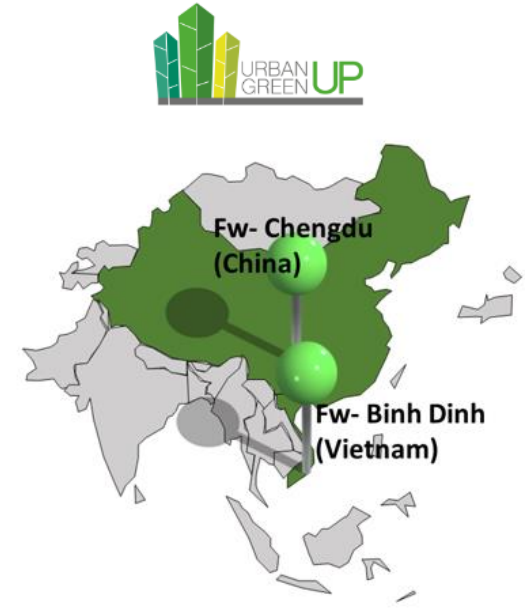 URBAN
GREEN UP
Fw- Chengdu
(China)
Fw- Binh Dinh
(Vietnam)